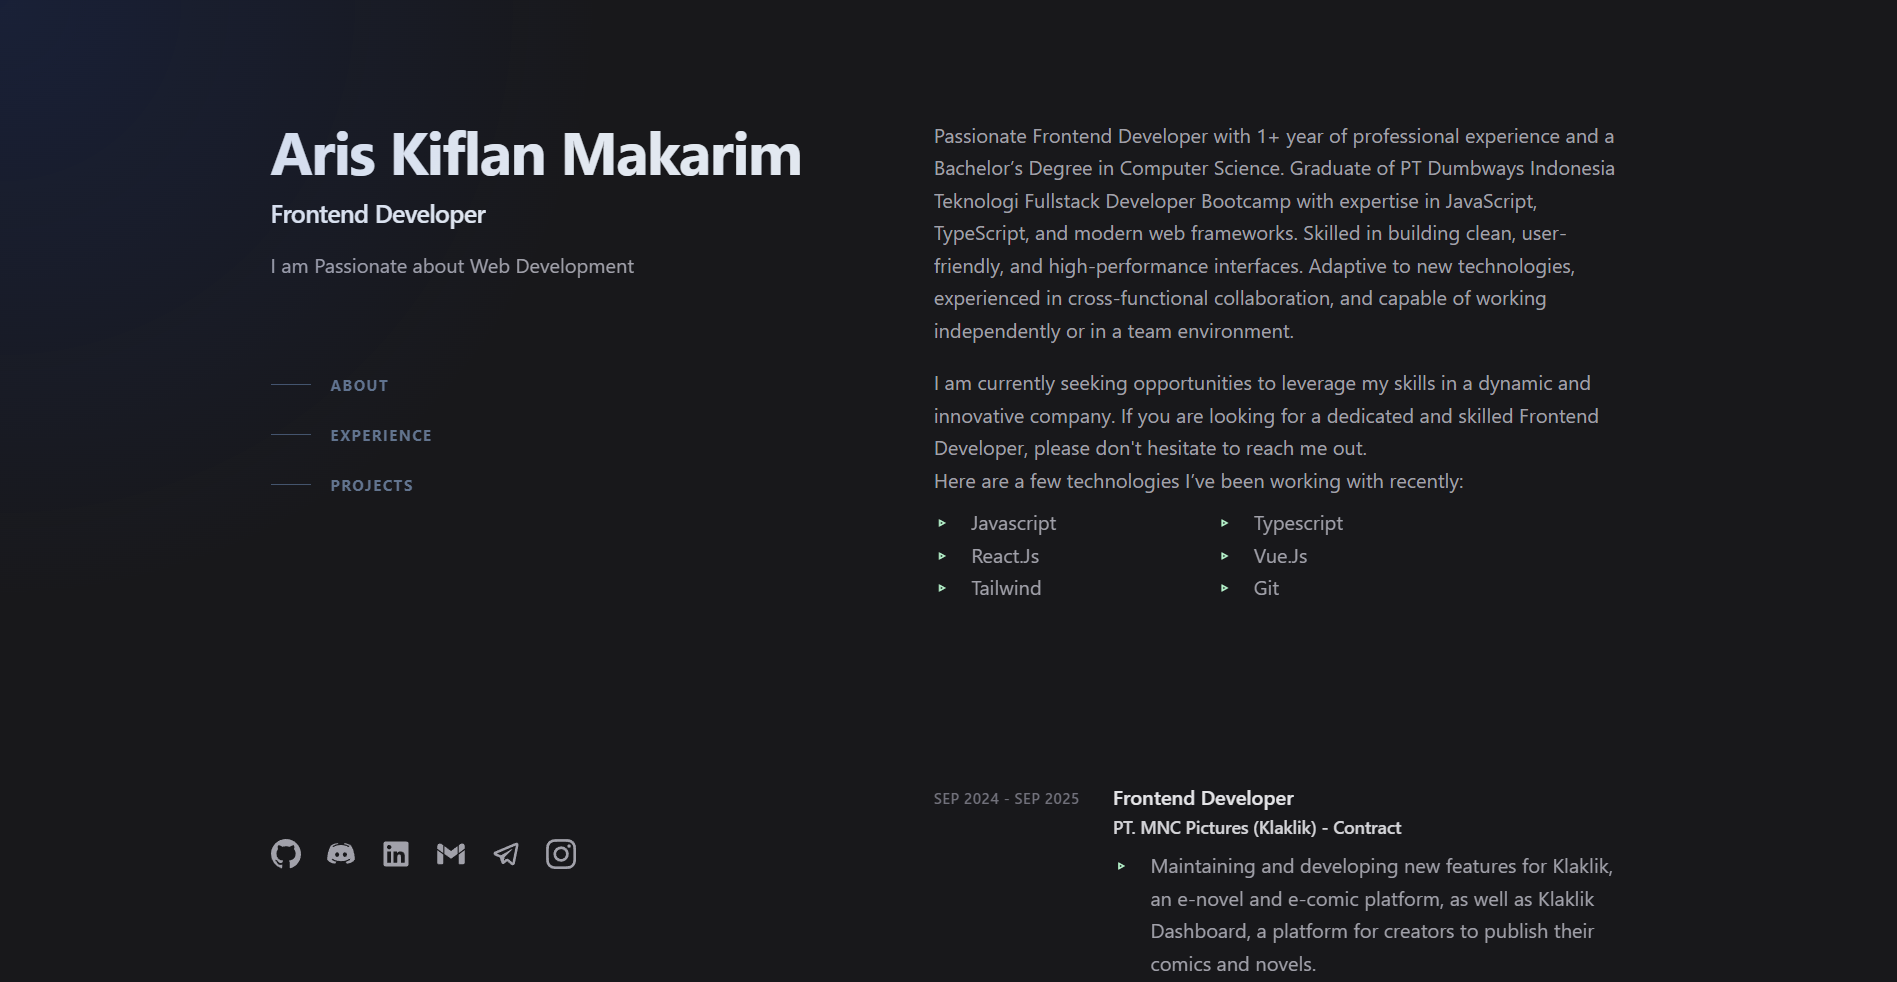 Aris Kiflan Makarim
Frontend Developer
I am Passionate about Web Development
ABOUT
EXPERIENCE
PROJECTS
Passionate Frontend Developer with 1+ year of professional experience and a
Bachelor’s Degree in Computer Science. Graduate of PT Dumbways Indonesia
Teknologi Fullstack Developer Bootcamp with expertise in JavaScript,
TypeScript, and modern web frameworks. Skilled in building clean, user-
friendly, and high-performance interfaces. Adaptive to new technologies,
experienced in cross-functional collaboration, and capable of working
independently or in a team environment.
I am currently seeking opportunities to leverage my skills in a dynamic and
innovative company. If you are looking for a dedicated and skilled Frontend
Developer, please don't hesitate to reach me out.
Here are a few technologies I’ve been working with recently:
Javascript
Typescript
React.Js
Vue.Js
Tailwind
Git
SEP 2024 - SEP 2025
Frontend Developer
PT. MNC Pictures (Klaklik) - Contract
Maintaining and developing new features for Klaklik,
an e-novel and e-comic platform, as well as Klaklik
Dashboard, a platform for creators to publish their
comics and novels.